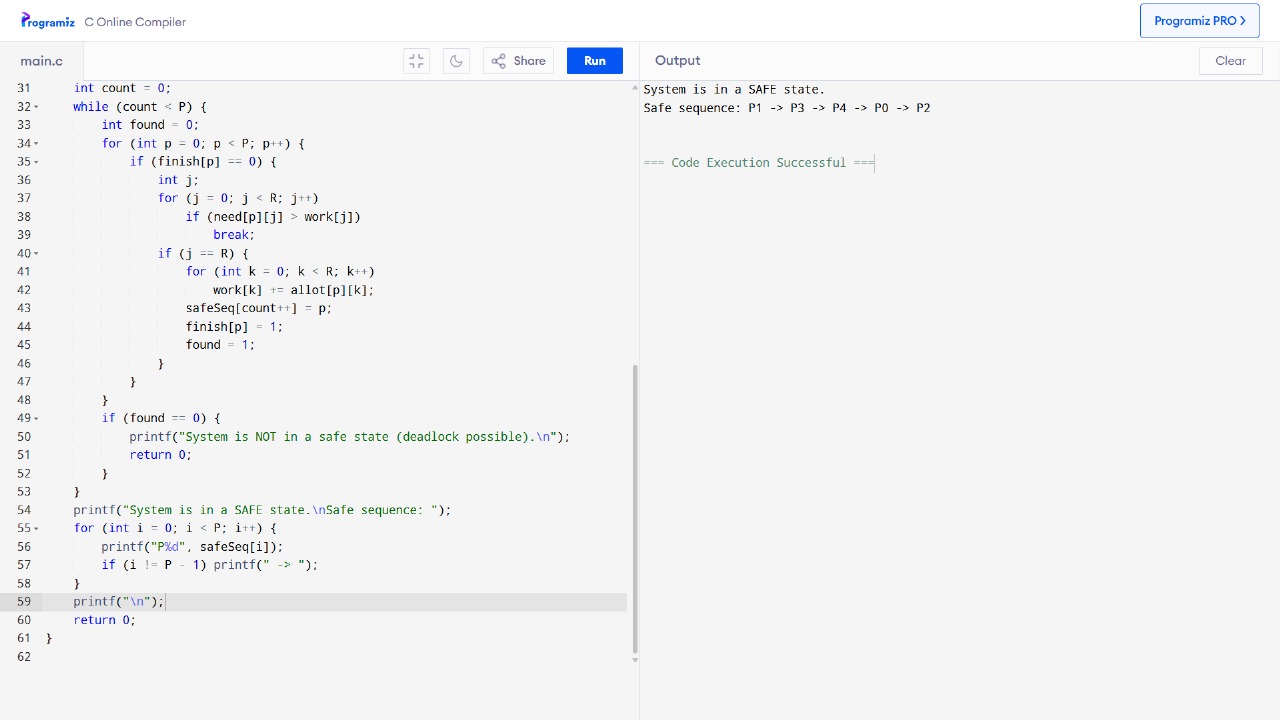 Programiz C Online Compiler Programiz PRO >
main.c Share Run Output Clear
31 int count = 0;
32 while (count < P) {
33 int found = 0;
34 for (int p = 0; p < P; p++) {
35 if (finish[p] == 0) {
36 int j;
37 for (j = 0; j < R; j++)
38 if (need[p][j] > work[j])
39 break;
40 if (j == R) {
41 for (int k = 0; k < R; k++)
42 work[k] += allot[p][k];
43 safeSeq[count++] = p;
44 finish[p] = 1;
45 found = 1;
46 }
47 }
48 }
49 if (found == 0) {
50 printf("System is NOT in a safe state (deadlock possible).\n");
51 return 0;
52 }
53 }
54 printf("System is in a SAFE state.\nSafe sequence: ");
55 for (int i = 0; i < P; i++) {
56 printf("P%d", safeSeq[i]);
57 if (i != P - 1) printf(" -> ");
58 }
59 printf("\n");
60 return 0;
61 }
62
System is in a SAFE state.
Safe sequence: P1 -> P3 -> P4 -> P0 -> P2
=== Code Execution Successful ===